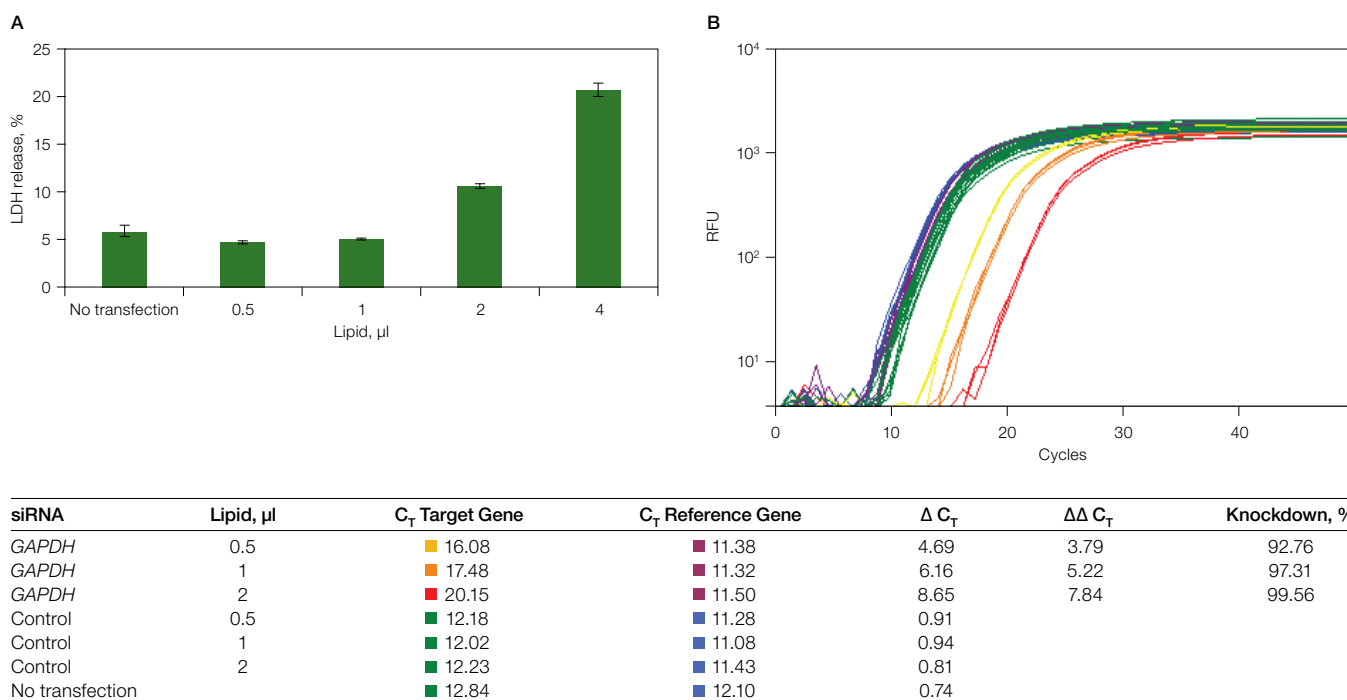 A
25
20
15
10
5
0
LDH release, %
No transfection 0.5 1 2 4
Lipid, µl
B
10⁴
10³
10²
10¹
RFU
0 10 20 30 40
Cycles
siRNA Lipid, µl C_T Target Gene C_T Reference Gene Δ C_T ΔΔ C_T Knockdown, %
GAPDH 0.5 16.08 11.38 4.69 3.79 92.76
GAPDH 1 17.48 11.32 6.16 5.22 97.31
GAPDH 2 20.15 11.50 8.65 7.84 99.56
Control 0.5 12.18 11.28 0.91
Control 1 12.02 11.08 0.94
Control 2 12.23 11.43 0.81
No transfection 12.84 12.10 0.74